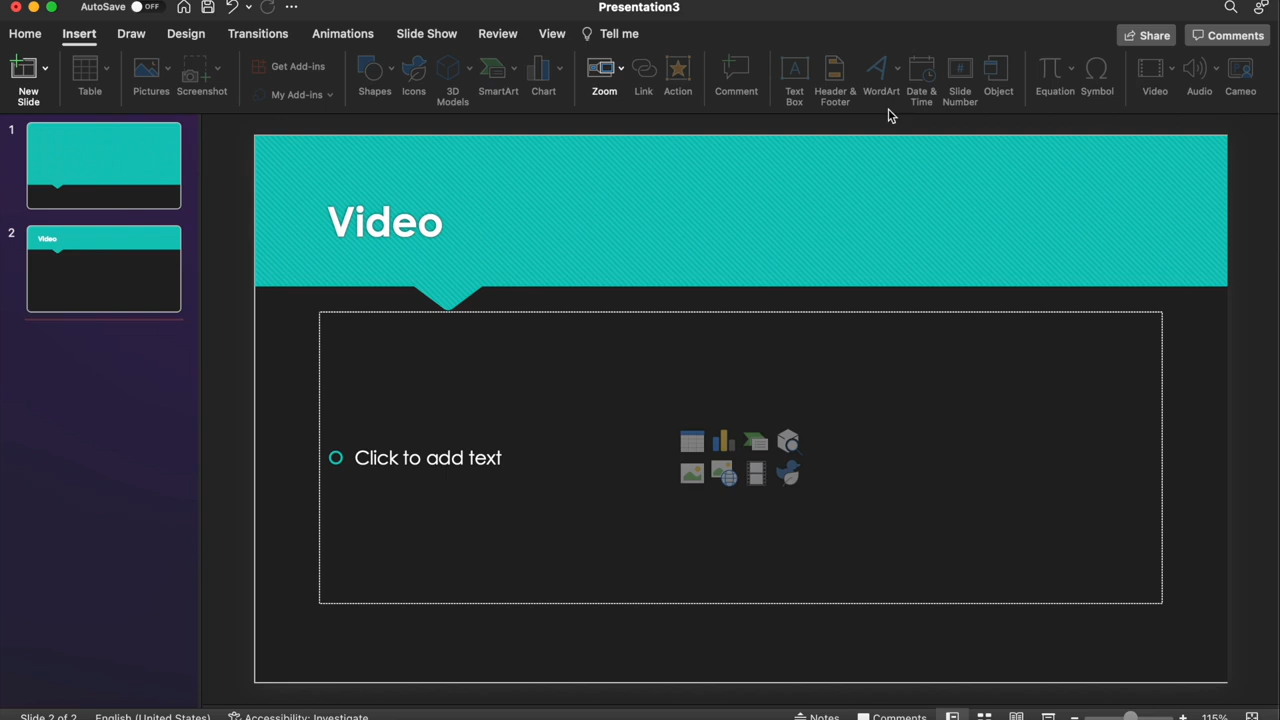 AutoSave OFF
Presentation3
Home Insert Draw Design Transitions Animations Slide Show Review View Tell me Share Comments
New Slide
Table
Pictures
Screenshot
Get Add-ins
My Add-ins
Shapes
Icons
3D Models
SmartArt
Chart
Zoom
Link
Action
Comment
Text Box
Header & Footer
WordArt
Date & Time
Slide Number
Object
Equation
Symbol
Video
Audio
Cameo
1
2
Video
Video
Click to add text
Slide 2 of 2 English (United States) Accessibility: Investigate Notes Comments 115%